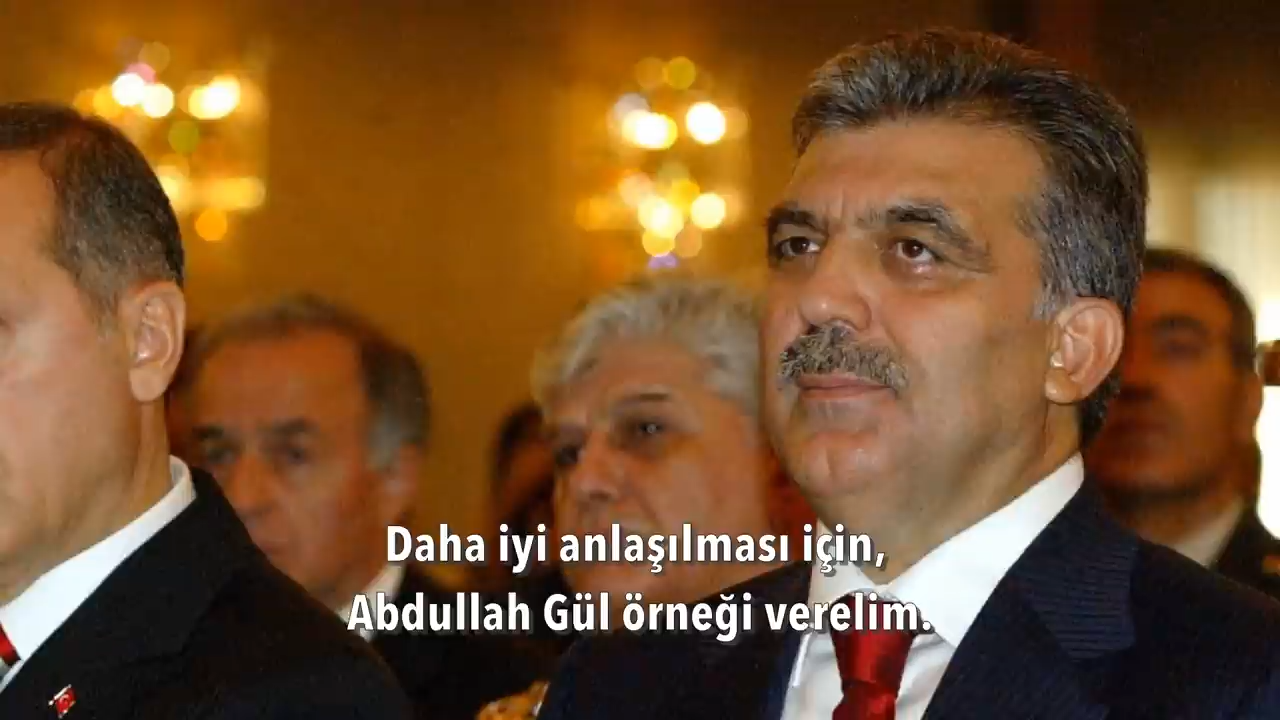 Daha iyi anlaşılması için,
Abdullah Gül örneği verelim.